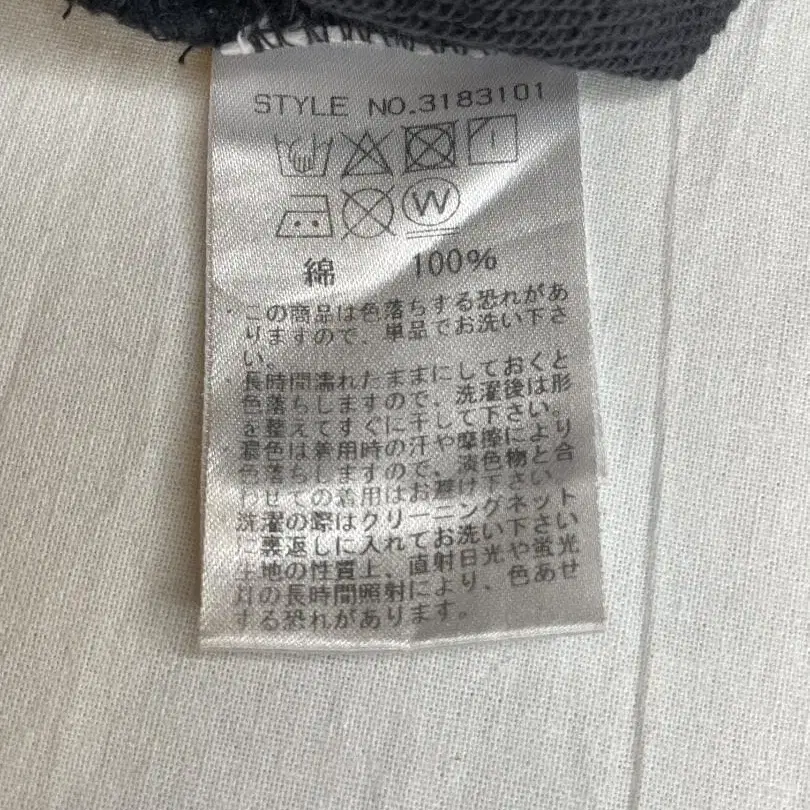 STYLE NO.3183101
W
綿 100%
・この商品は色落ちする恐れがあ
りますので、単品でお洗い下さ
い。
・長時間濡れたままにしておくと
色落ちしますので、洗濯後は形
を整えてすぐに干して下さい。
濃色は着用時の汗や摩擦により
色落ちしますので、淡色物と合
わせての着用はお避け下さい
洗濯の際はクリーニングネット
に裏返しに入れてお洗い下さい
生地の性質上、直射日光や蛍光
灯の長時間照射により、色あせ
する恐れがあります。